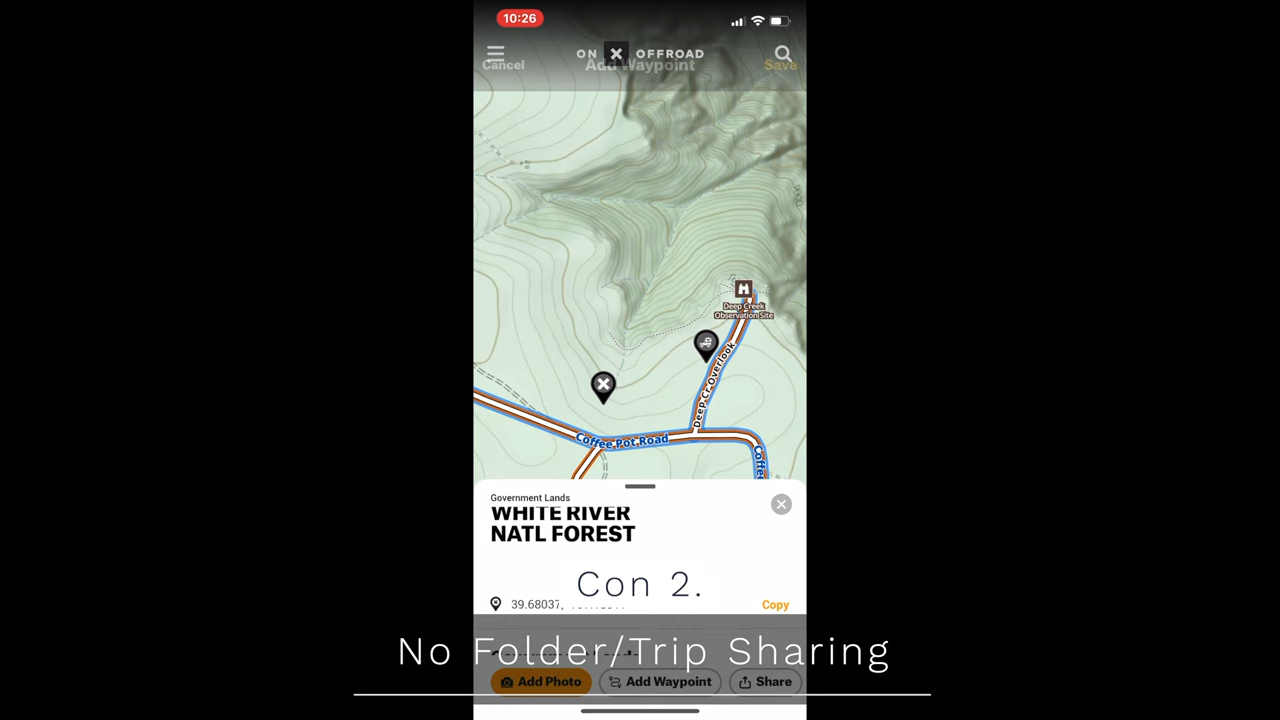 10:26
ON X OFFROAD
Cancel
Add Waypoint
Save
Deep Creek
Observation Site
Deep Cr Overlook
Coffee Pot Road
Coffee
Government Lands
WHITE RIVER
NATL FOREST
Con 2.
39.68037,
Copy
No Folder/Trip Sharing
Add Photo
Add Waypoint
Share